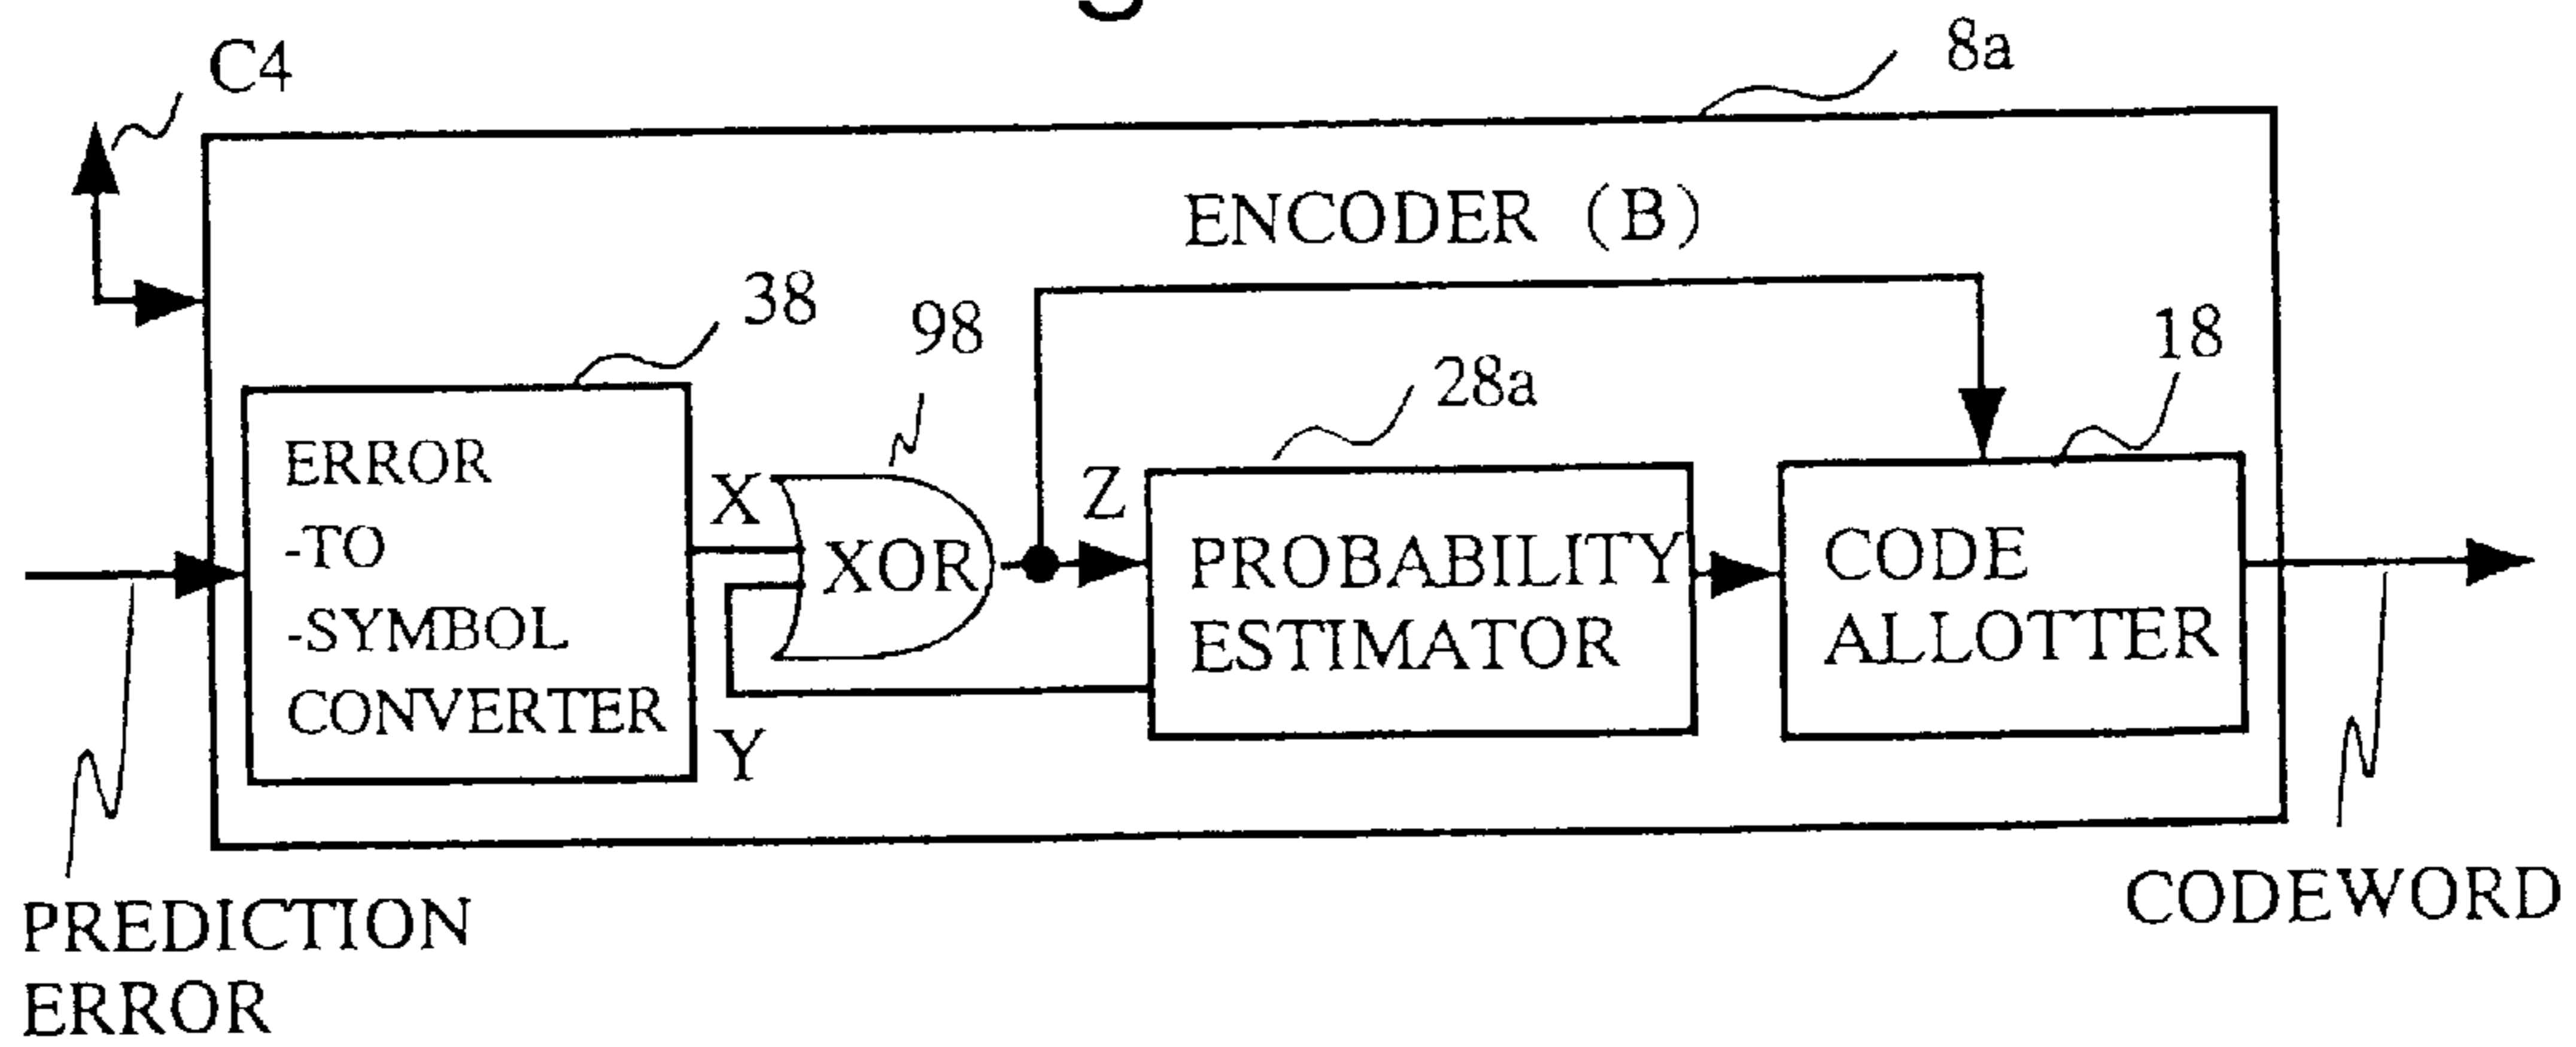 C4
8a
ENCODER (B)
38
98
28a
18
ERROR
-TO
-SYMBOL
CONVERTER
X
Y
XOR
Z
PROBABILITY
ESTIMATOR
CODE
ALLOTTER
PREDICTION
ERROR
CODEWORD